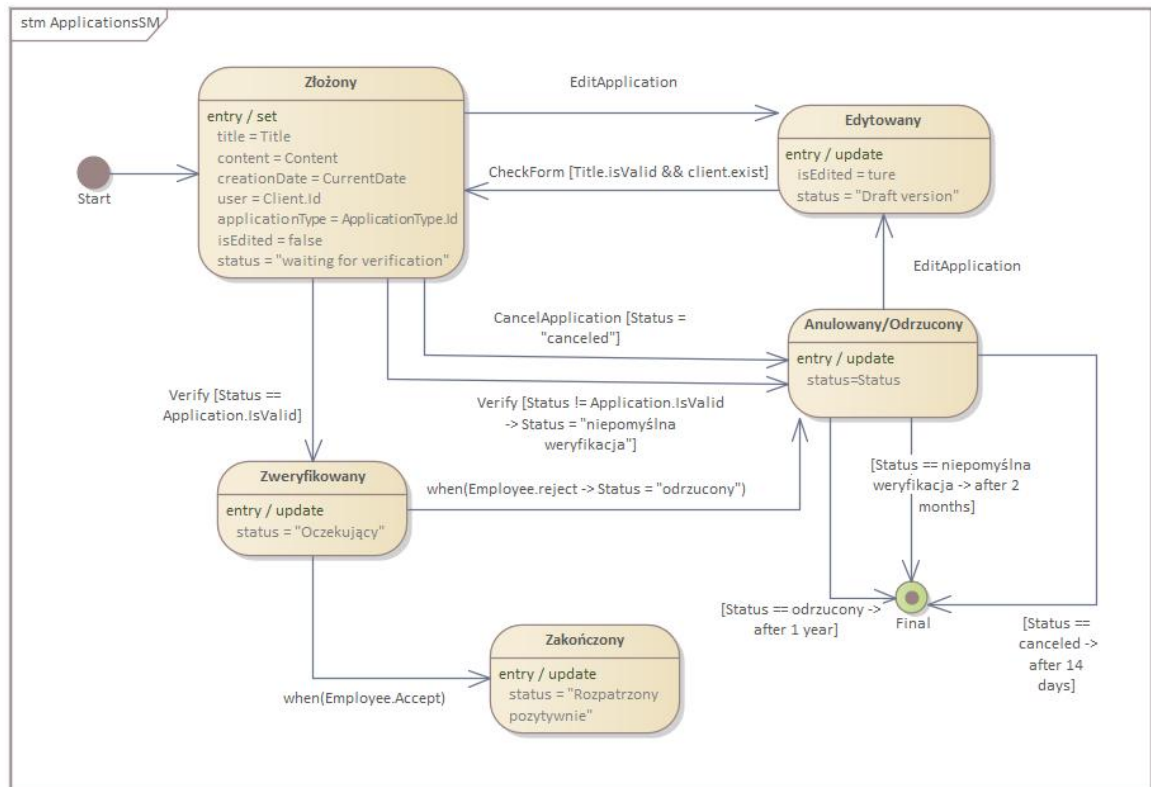 stm ApplicationsSM
Złożony
entry / set
title = Title
content = Content
creationDate = CurrentDate
user = Client.Id
applicationType = ApplicationType.Id
isEdited = false
status = "waiting for verification"
Start
EditApplication
Edytowany
entry / update
isEdited = ture
status = "Draft version"
CheckForm [Title.isValid && client.exist]
EditApplication
CancelApplication [Status =
"canceled"]
Anulowany/Odrzucony
entry / update
status=Status
Verify [Status ==
Application.IsValid]
Verify [Status != Application.IsValid
-> Status = "niepomyślna
weryfikacja"]
Zweryfikowany
entry / update
status = "Oczekujący"
when(Employee.reject -> Status = "odrzucony")
[Status == niepomyślna
weryfikacja -> after 2
months]
[Status == odrzucony ->
after 1 year]
Final
[Status ==
canceled ->
after 14
days]
when(Employee.Accept)
Zakończony
entry / update
status = "Rozpatrzony
pozytywnie"